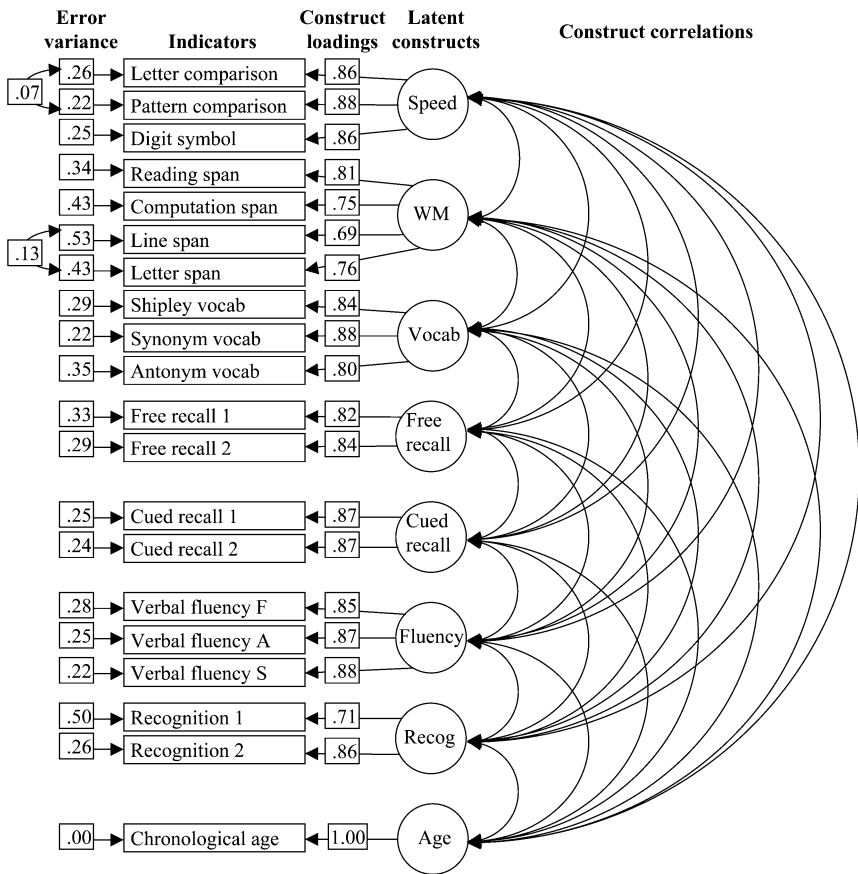 Error variance
Indicators
Construct loadings
Latent constructs
Construct correlations
.07
.26 Letter comparison .86
.22 Pattern comparison .88 Speed
.25 Digit symbol .86
.34 Reading span .81
.43 Computation span .75 WM
.13
.53 Line span .69
.43 Letter span .76
.29 Shipley vocab .84
.22 Synonym vocab .88 Vocab
.35 Antonym vocab .80
.33 Free recall 1 .82 Free
.29 Free recall 2 .84 recall
.25 Cued recall 1 .87 Cued
.24 Cued recall 2 .87 recall
.28 Verbal fluency F .85
.25 Verbal fluency A .87 Fluency
.22 Verbal fluency S .88
.50 Recognition 1 .71 Recog
.26 Recognition 2 .86
.00 Chronological age 1.00 Age